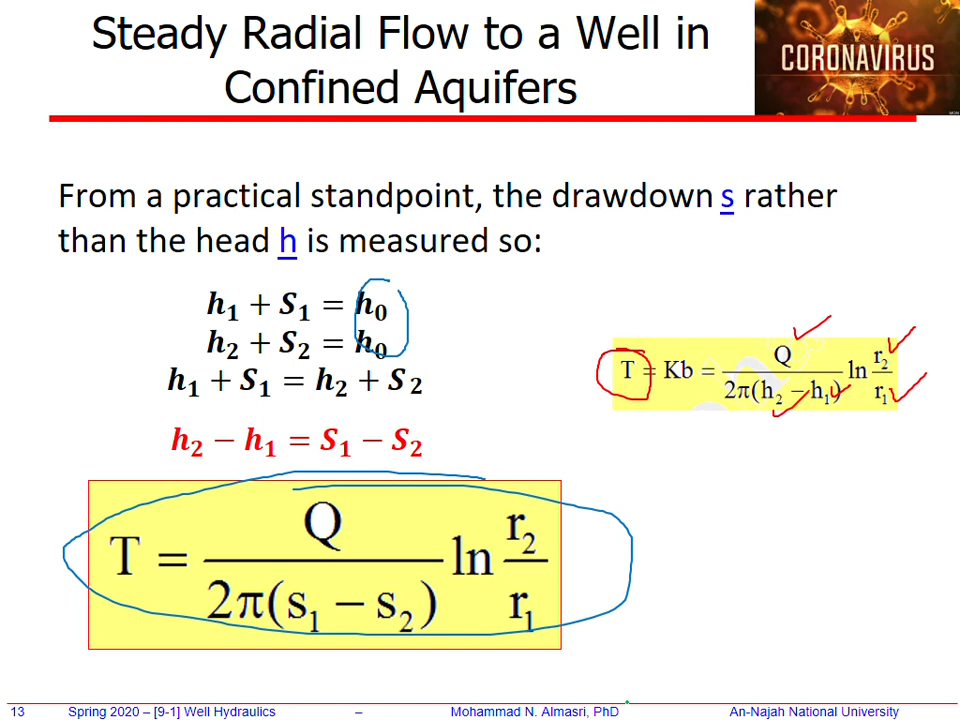 Steady Radial Flow to a Well in
Confined Aquifers
CORONAVIRUS
From a practical standpoint, the drawdown s rather
than the head h is measured so:
h₁ + S₁ = h₀
h₂ + S₂ = h₀
h₁ + S₁ = h₂ + S₂
h₂ − h₁ = S₁ − S₂
T = Kb = Q / 2π(h₂ − h₁) ln r₂ / r₁
T = Q / 2π(s₁ − s₂) ln r₂ / r₁
13 Spring 2020 – [9-1] Well Hydraulics – Mohammad N. Almasri, PhD An-Najah National University